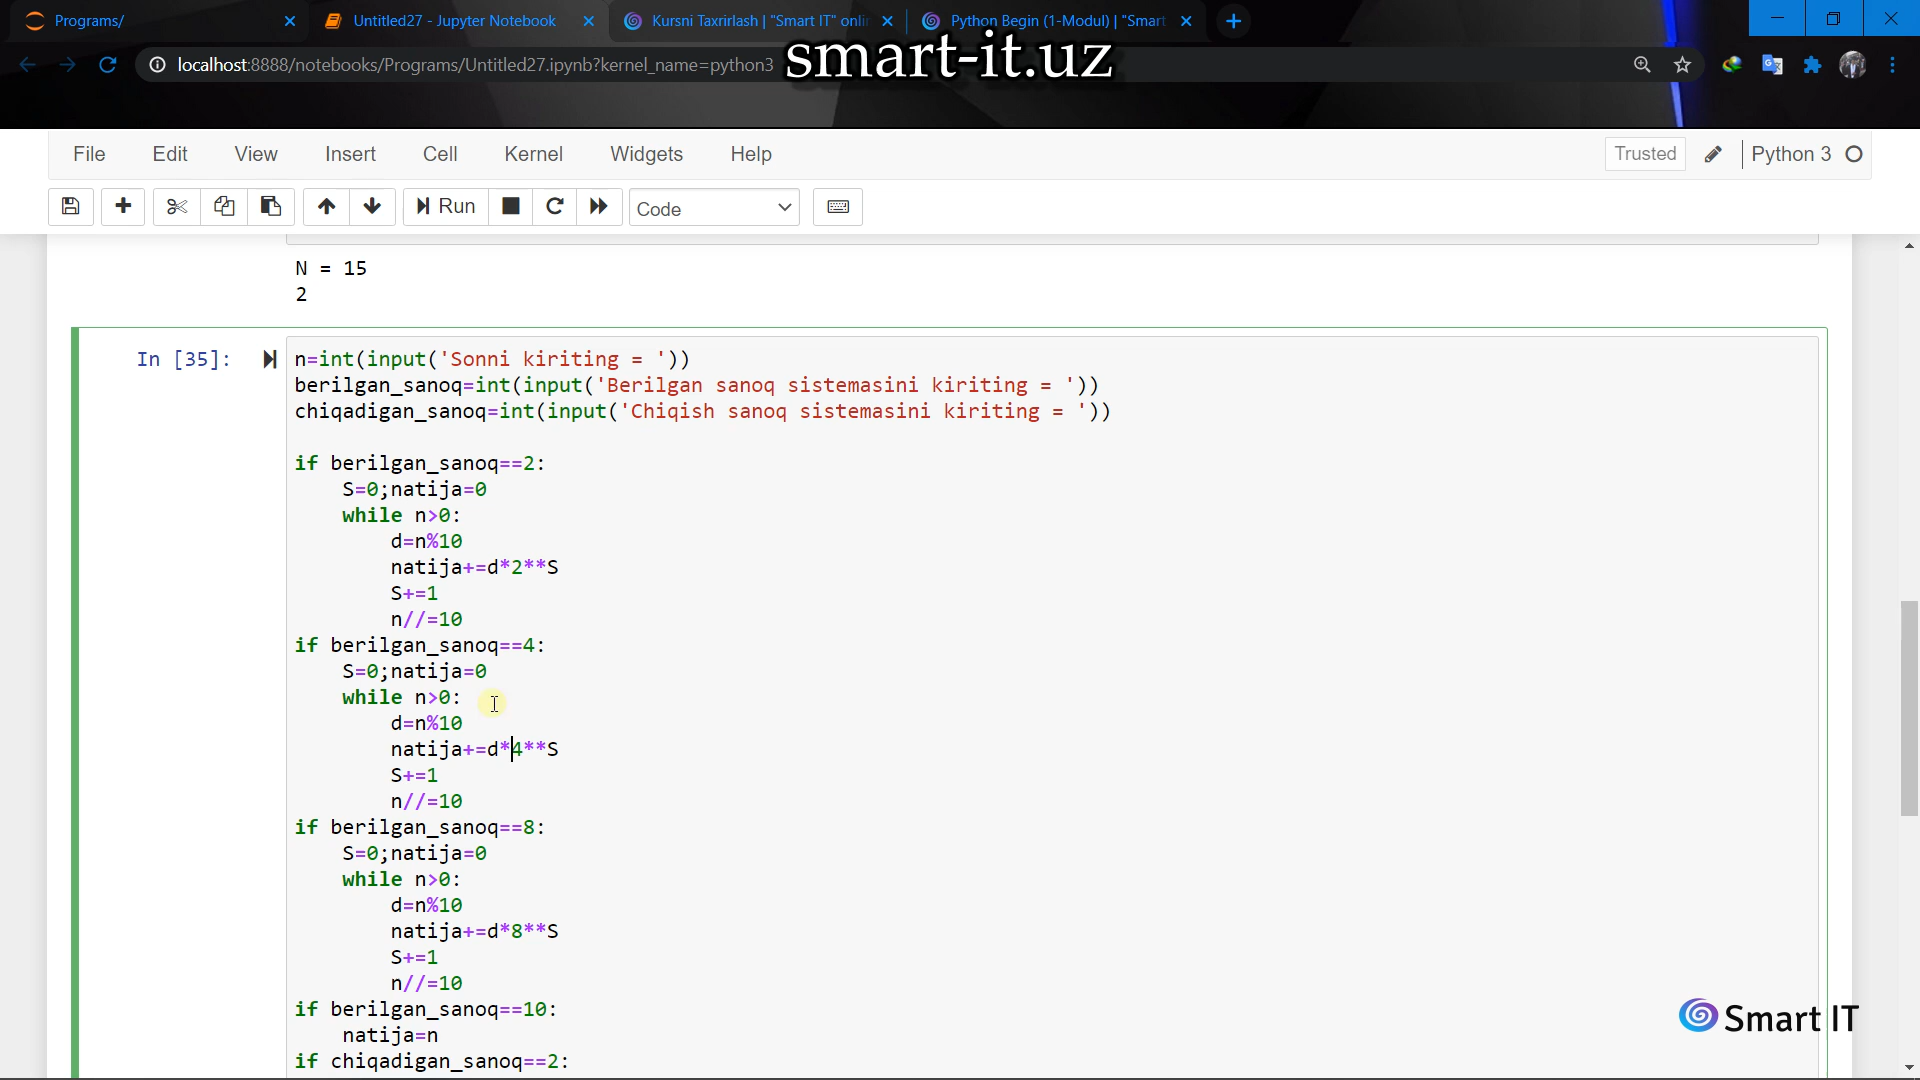 Programs/
Untitled27 - Jupyter Notebook
Kursni Taxrirlash | "Smart IT" onli
Python Begin (1-Modul) | "Smart
localhost:8888/notebooks/Programs/Untitled27.ipynb?kernel_name=python3
smart-it.uz
File Edit View Insert Cell Kernel Widgets Help
Trusted
Python 3
Run
Code
N = 15
2
In [35]:
n=int(input('Sonni kiriting = '))
berilgan_sanoq=int(input('Berilgan sanoq sistemasini kiriting = '))
chiqadigan_sanoq=int(input('Chiqish sanoq sistemasini kiriting = '))
if berilgan_sanoq==2:
    S=0;natija=0
    while n>0:
        d=n%10
        natija+=d*2**S
        S+=1
        n//=10
if berilgan_sanoq==4:
    S=0;natija=0
    while n>0:
        d=n%10
        natija+=d*4**S
        S+=1
        n//=10
if berilgan_sanoq==8:
    S=0;natija=0
    while n>0:
        d=n%10
        natija+=d*8**S
        S+=1
        n//=10
if berilgan_sanoq==10:
    natija=n
if chiqadigan_sanoq==2:
Smart IT